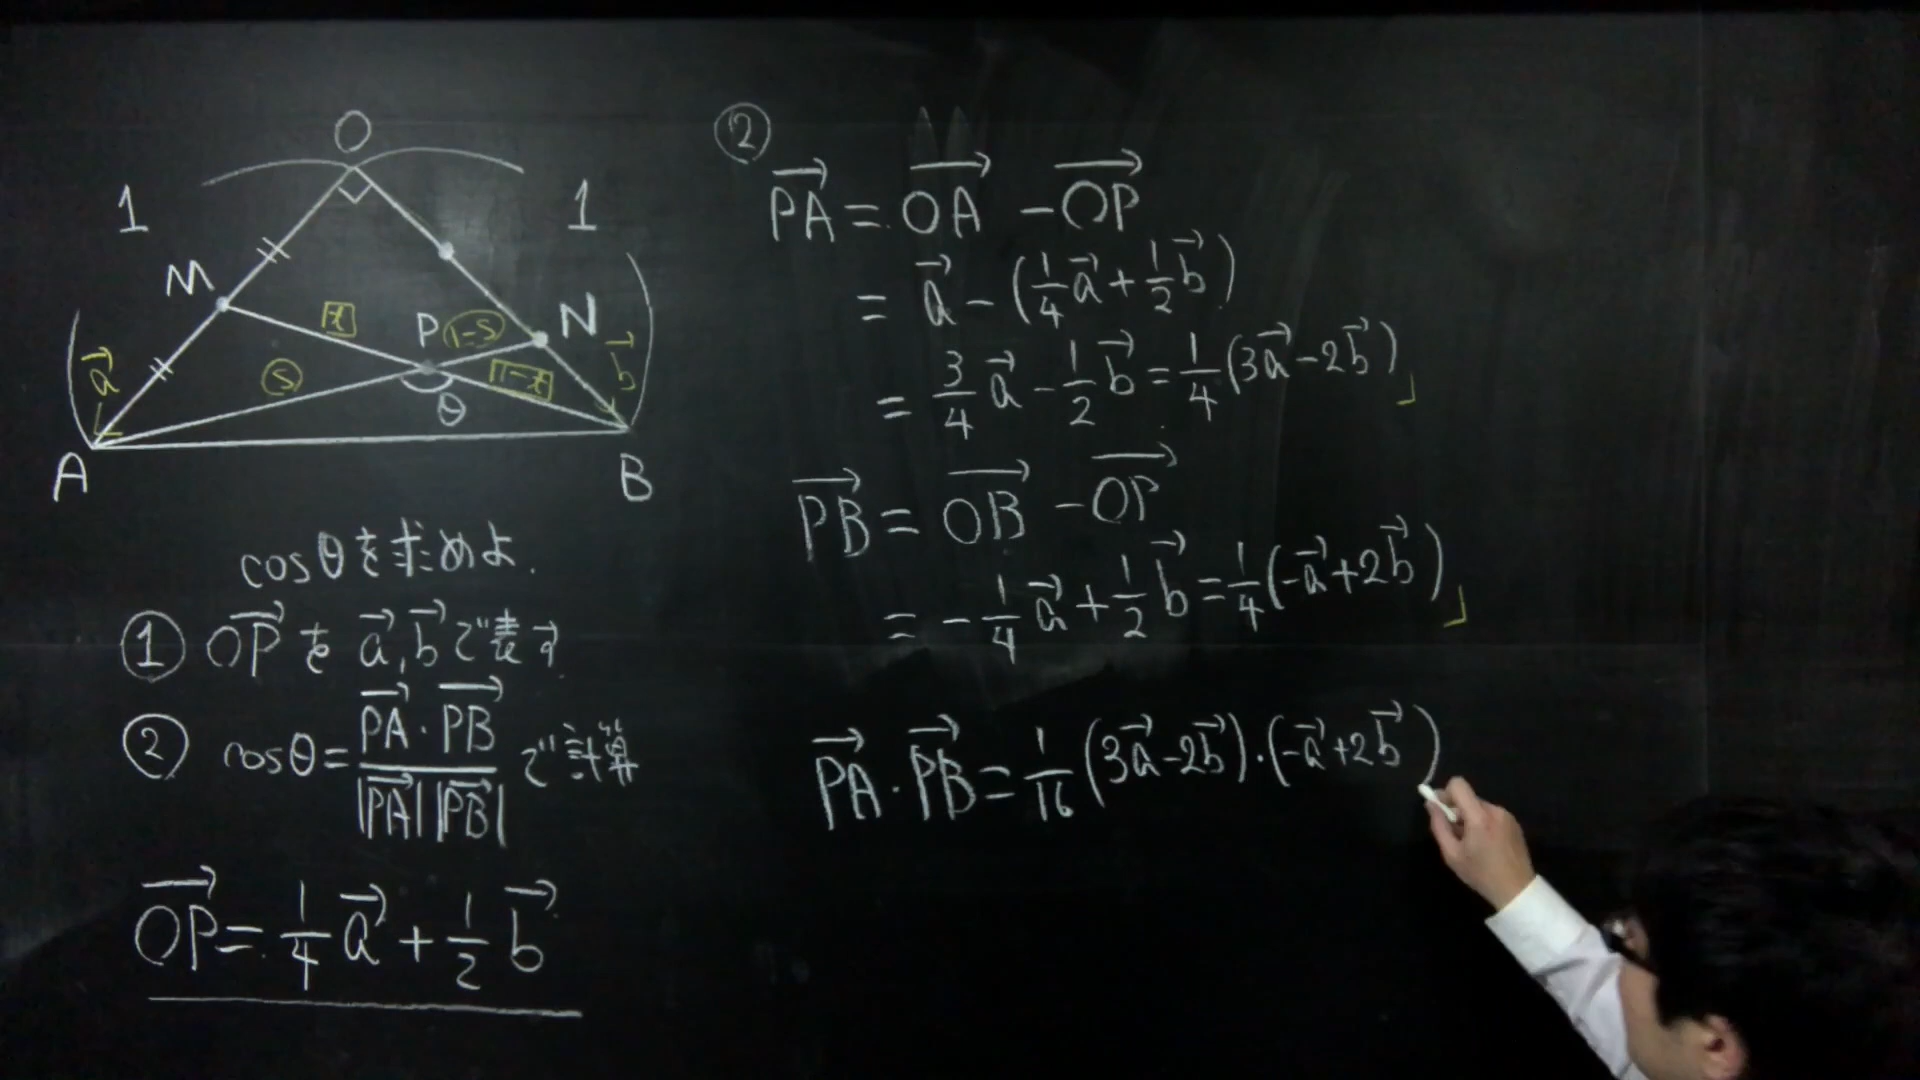 O
1 1
M
P N
t 1-s
s 1-t
a⃗ b⃗
θ
A B
cosθを求めよ.
① OP⃗ を a⃗, b⃗ で表す
② cosθ = PA⃗・PB⃗ / |PA⃗||PB⃗| で計算
OP⃗ = 1/4 a⃗ + 1/2 b⃗
②
PA⃗ = OA⃗ - OP⃗
= a⃗ - (1/4 a⃗ + 1/2 b⃗)
= 3/4 a⃗ - 1/2 b⃗ = 1/4 (3a⃗ - 2b⃗)」
PB⃗ = OB⃗ - OP⃗
= -1/4 a⃗ + 1/2 b⃗ = 1/4 (-a⃗ + 2b⃗)」
PA⃗・PB⃗ = 1/16 (3a⃗ - 2b⃗)・(-a⃗ + 2b⃗)